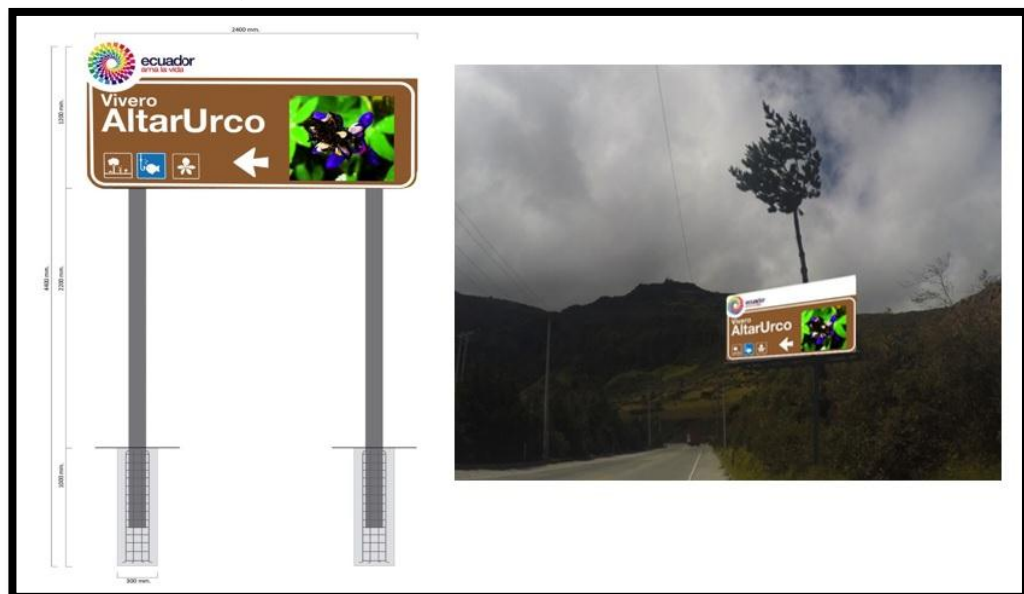 2400 mm.
ecuador
ama la vida
Vivero
AltarUrco
1200 mm.
4400 mm.
2200 mm.
1000 mm.
300 mm.
ecuador
Vivero
AltarUrco